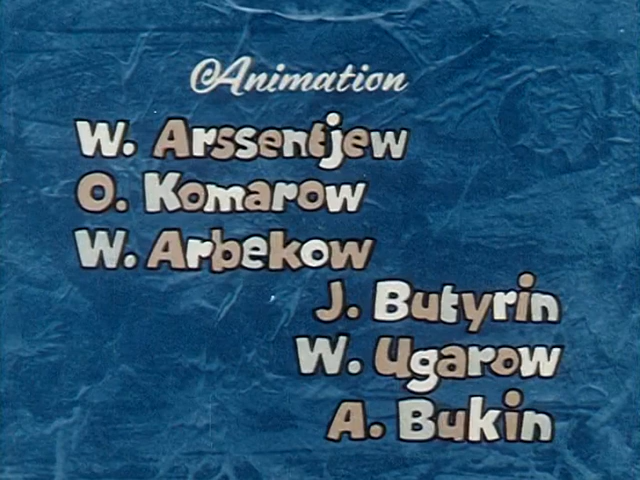 Animation
W. Arssentjew
O. Komarow
W. Arbekow
J. Butyrin
W. Ugarow
A. Bukin